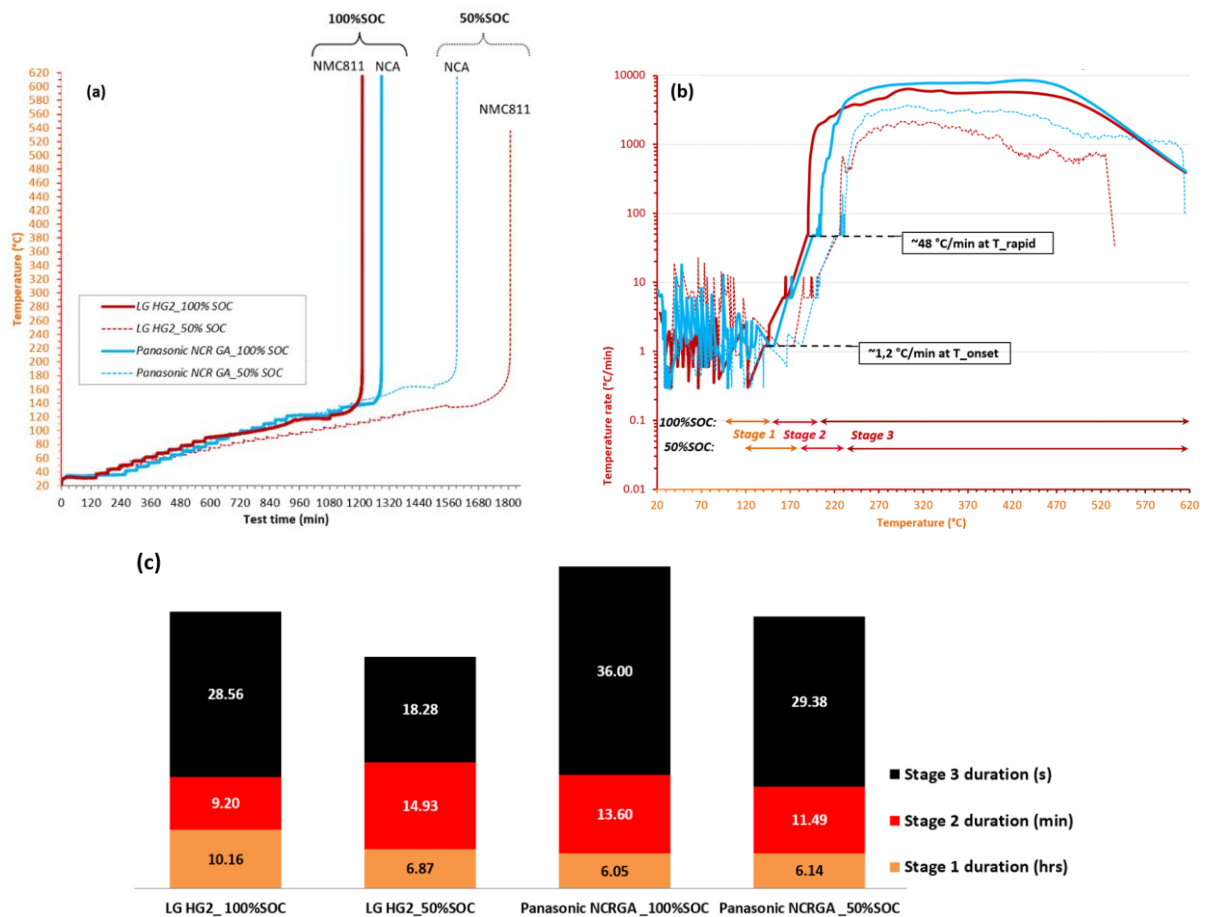 100%SOC
50%SOC
NMC811
NCA
NCA
NMC811
(a)
620
600
580
560
540
520
500
480
460
440
420
400
380
360
340
320
300
280
260
240
220
200
180
160
140
120
100
80
60
40
20
Temperature (°C)
LG HG2_100% SOC
LG HG2_50% SOC
Panasonic NCR GA_100% SOC
Panasonic NCR GA_50% SOC
0 120 240 360 480 600 720 840 960 1080 1200 1320 1440 1560 1680 1800
Test time (min)
(b)
10000
1000
100
10
1
0.1
0.01
Temperature rate (°C/min)
~48 °C/min at T_rapid
~1,2 °C/min at T_onset
100%SOC:
Stage 1 Stage 2 Stage 3
50%SOC:
20 70 120 170 220 270 320 370 420 470 520 570 620
Temperature (°C)
(c)
28.56
9.20
10.16
18.28
14.93
6.87
36.00
13.60
6.05
29.38
11.49
6.14
LG HG2_ 100%SOC
LG HG2_50%SOC
Panasonic NCRGA _100%SOC
Panasonic NCRGA _50%SOC
Stage 3 duration (s)
Stage 2 duration (min)
Stage 1 duration (hrs)